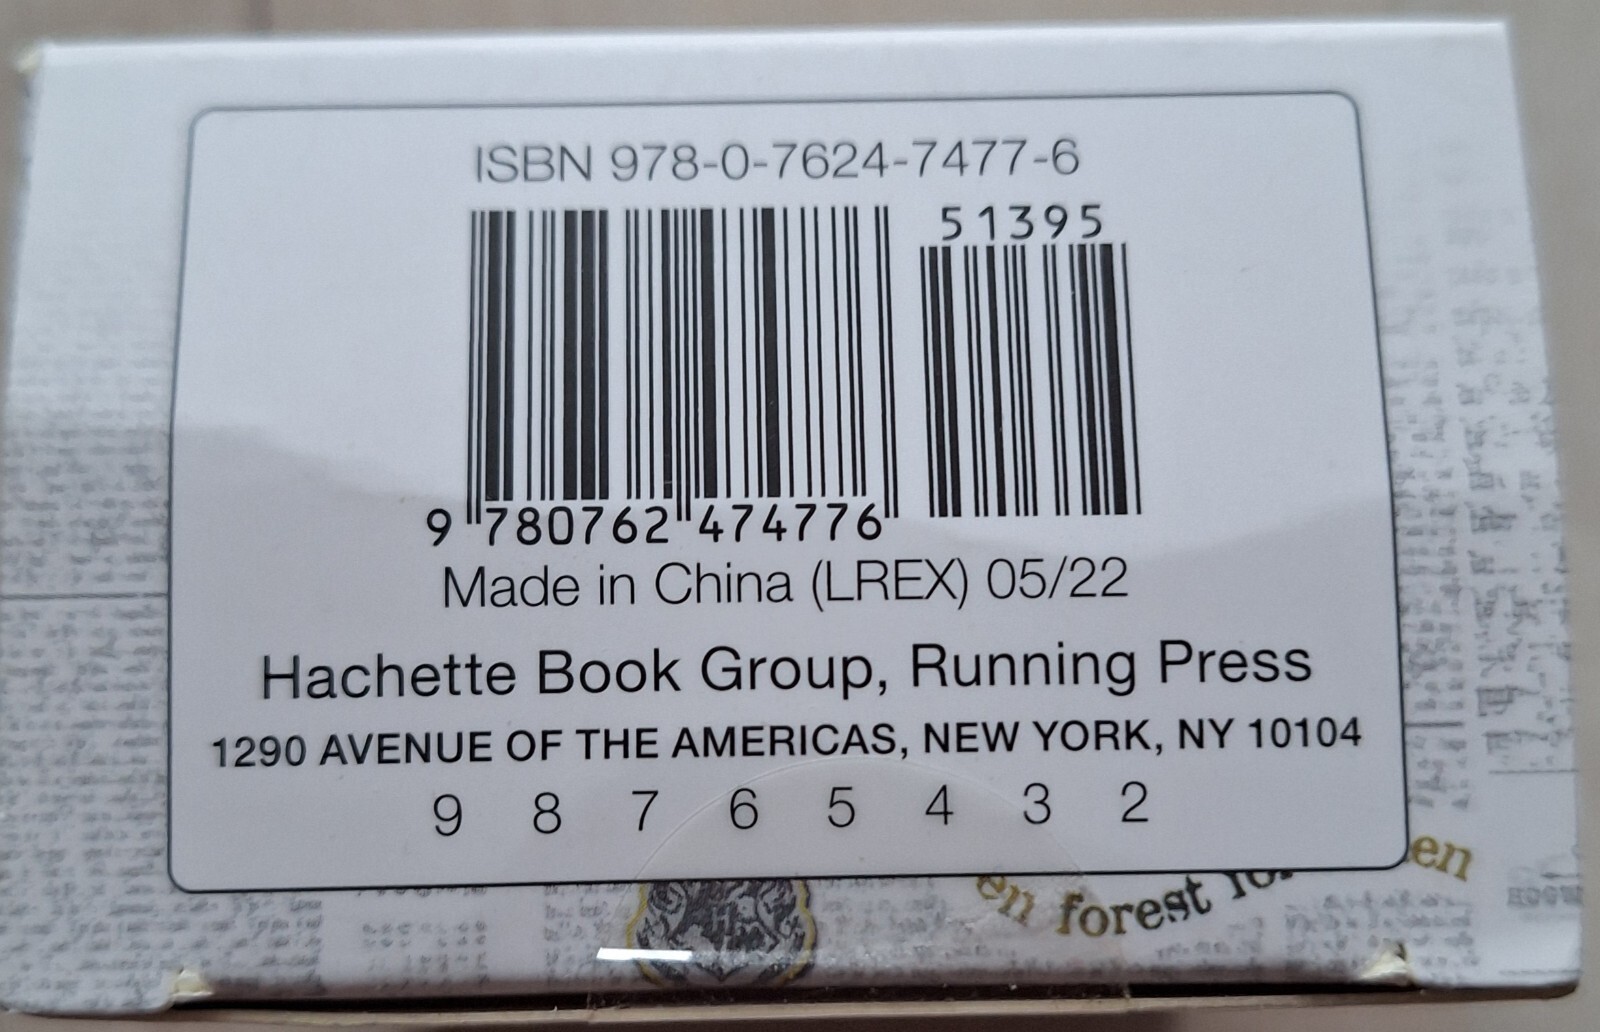 ISBN 978-0-7624-7477-6
51395
9 780762 474776
Made in China (LREX) 05/22
Hachette Book Group, Running Press
1290 AVENUE OF THE AMERICAS, NEW YORK, NY 10104
9 8 7 6 5 4 3 2
en forest en